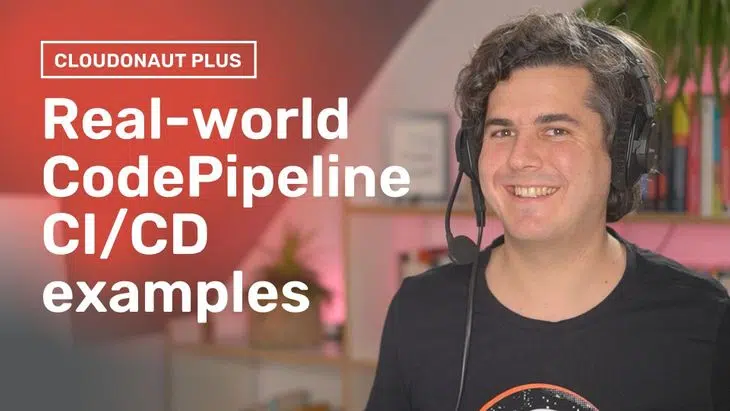 CLOUDONAUT PLUS
Real-world
CodePipeline
CI/CD
examples